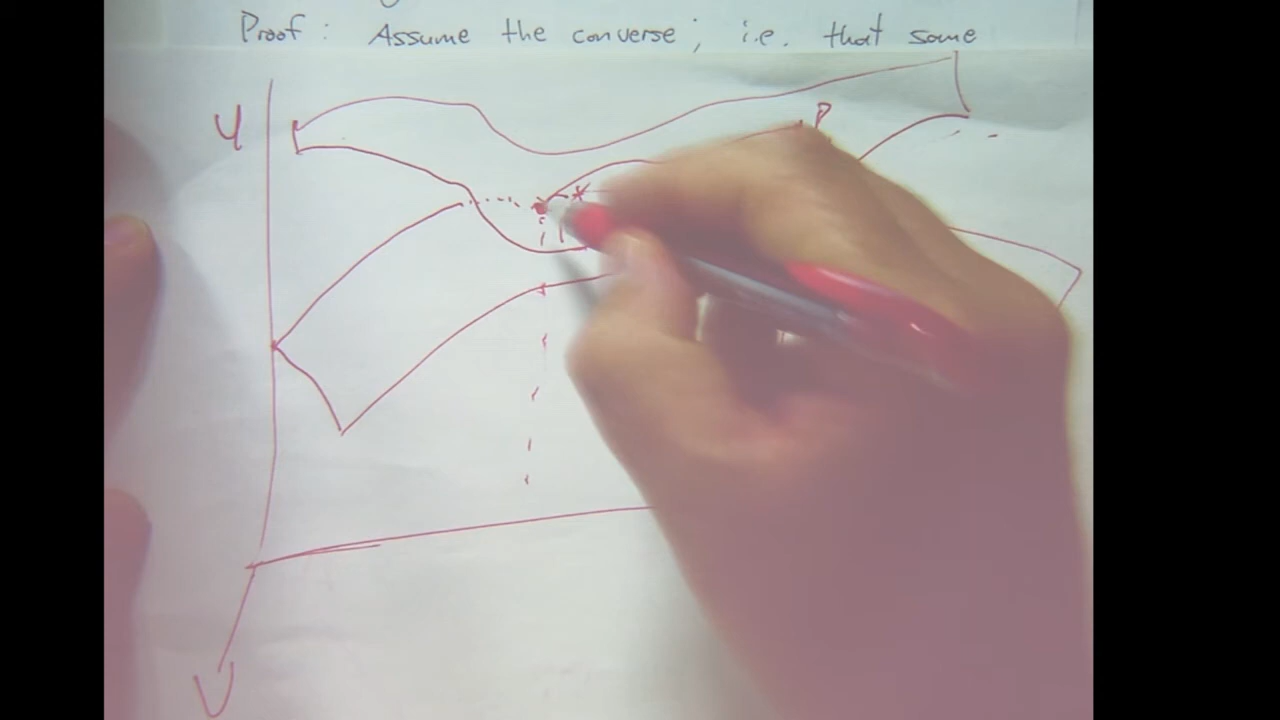 Proof : Assume the converse ; i.e. that some
P
*